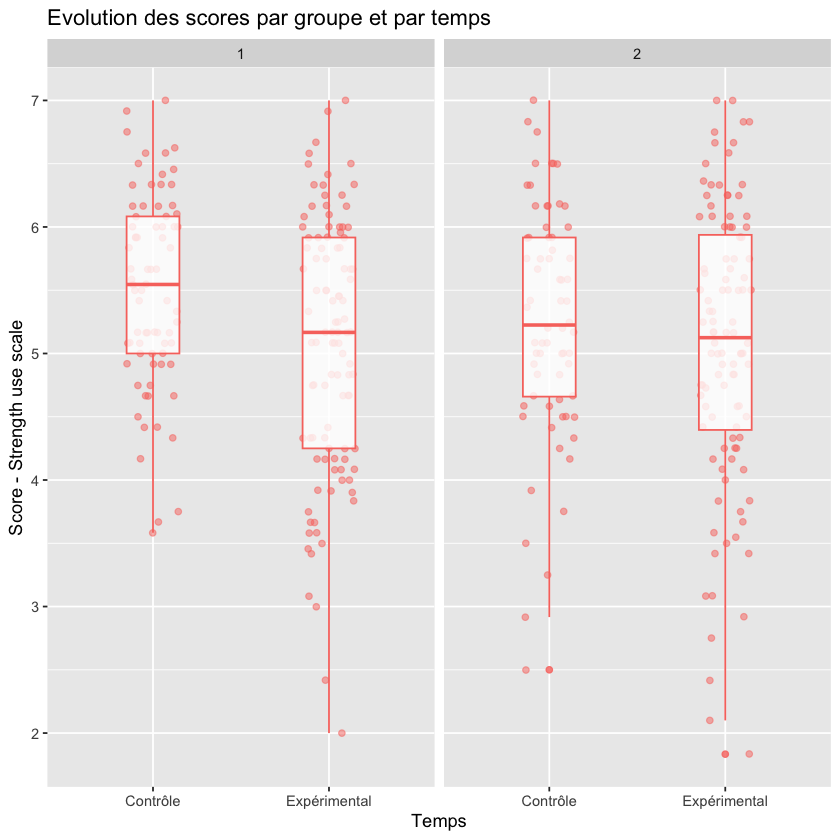 Evolution des scores par groupe et par temps
1
2
Score - Strength use scale
7
6
5
4
3
2
Contrôle
Expérimental
Contrôle
Expérimental
Temps